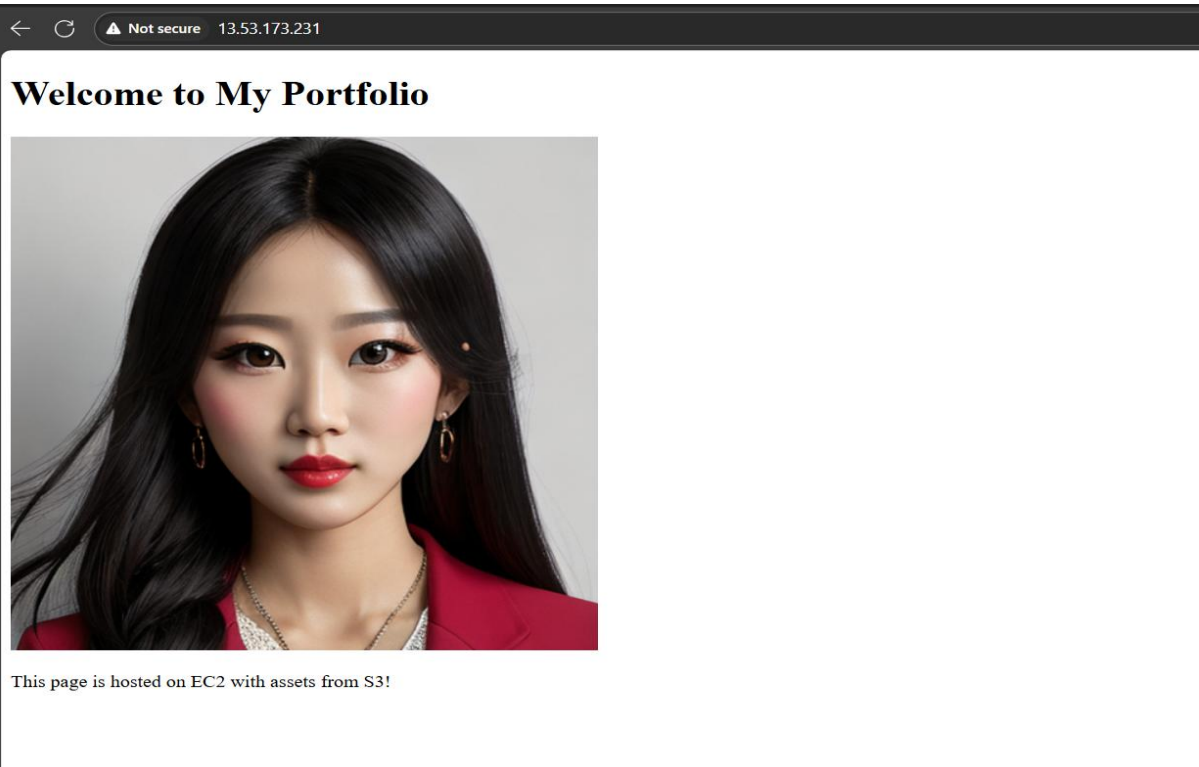 Not secure 13.53.173.231
Welcome to My Portfolio
This page is hosted on EC2 with assets from S3!